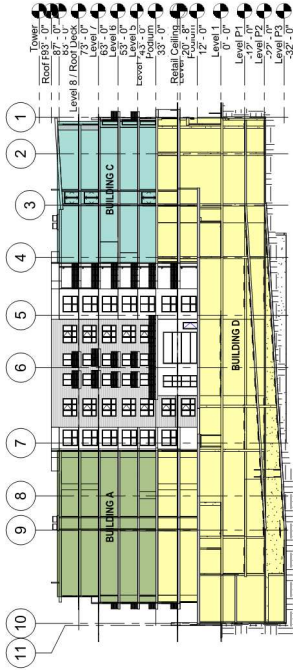 Tower
Roof F93' - 0"
87' - 0"
83' - 0"
Level 8 / Roof Deck
73' - 0"
Level 7
63' - 0"
Level 6
53' - 0"
Level 5
43' - 0"
Podium
33' - 0"
Retail Ceiling
20' - 8"
12' - 0"
Level 1
0' - 0"
Level P1
-12' - 0"
Level P2
-22' - 0"
Level P3
-32' - 0"
1
2
3
4
5
6
7
8
9
10
11
BUILDING C
BUILDING D
BUILDING A